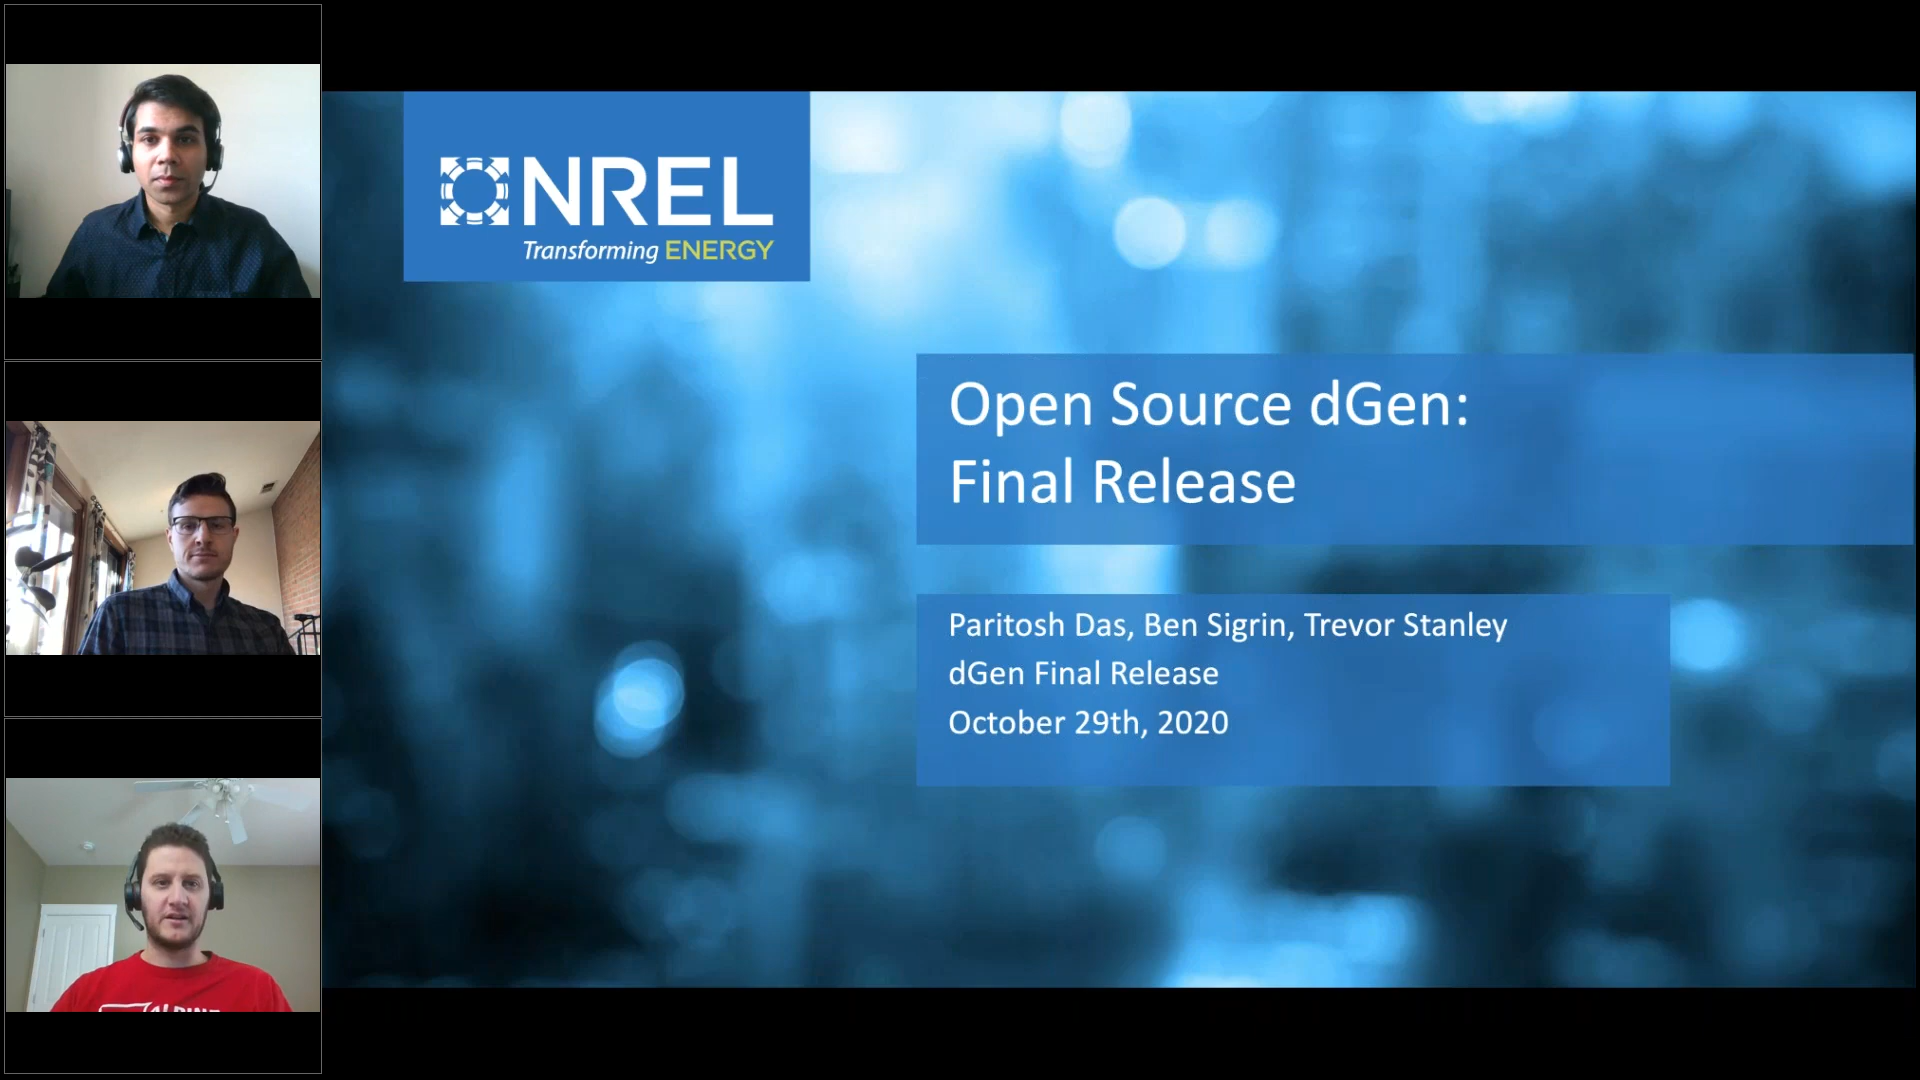 NREL
Transforming ENERGY
Open Source dGen:
Final Release
Paritosh Das, Ben Sigrin, Trevor Stanley
dGen Final Release
October 29th, 2020